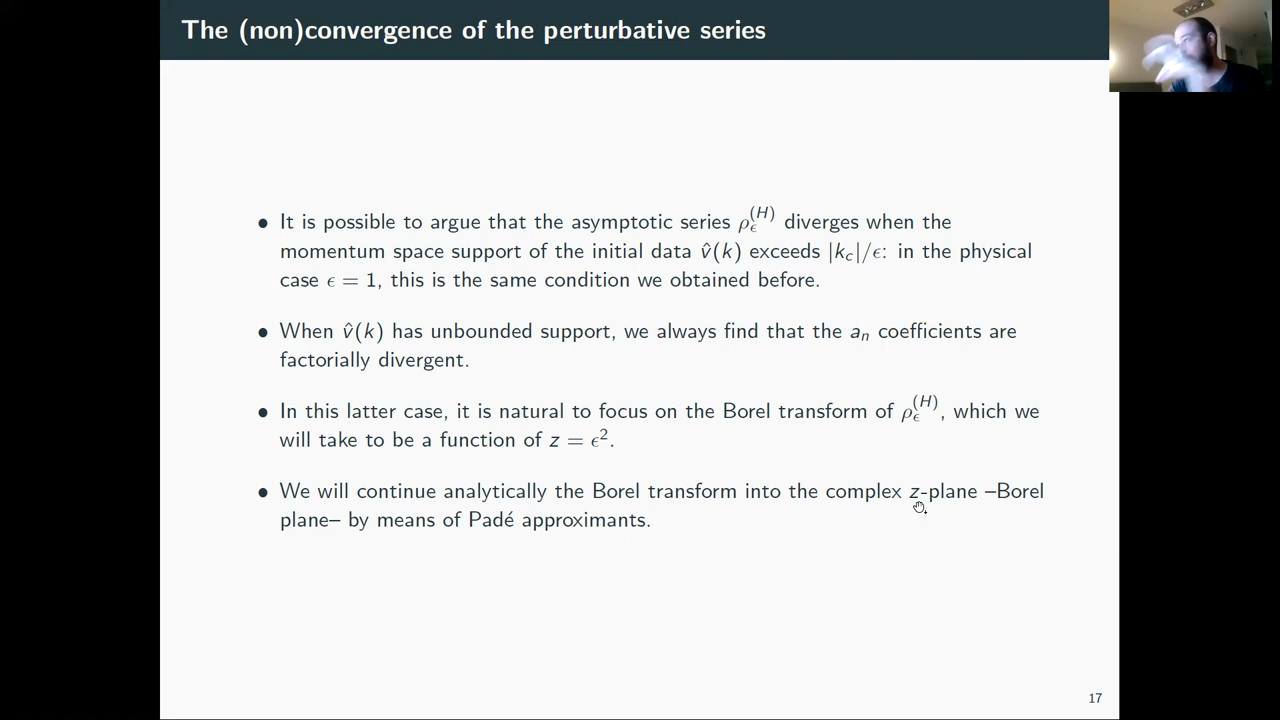 The (non)convergence of the perturbative series
• It is possible to argue that the asymptotic series ρ_ϵ^(H) diverges when the
momentum space support of the initial data v̂(k) exceeds |k_c|/ϵ: in the physical
case ϵ = 1, this is the same condition we obtained before.
• When v̂(k) has unbounded support, we always find that the a_n coefficients are
factorially divergent.
• In this latter case, it is natural to focus on the Borel transform of ρ_ϵ^(H), which we
will take to be a function of z = ϵ².
• We will continue analytically the Borel transform into the complex z-plane –Borel
plane– by means of Padé approximants.
17